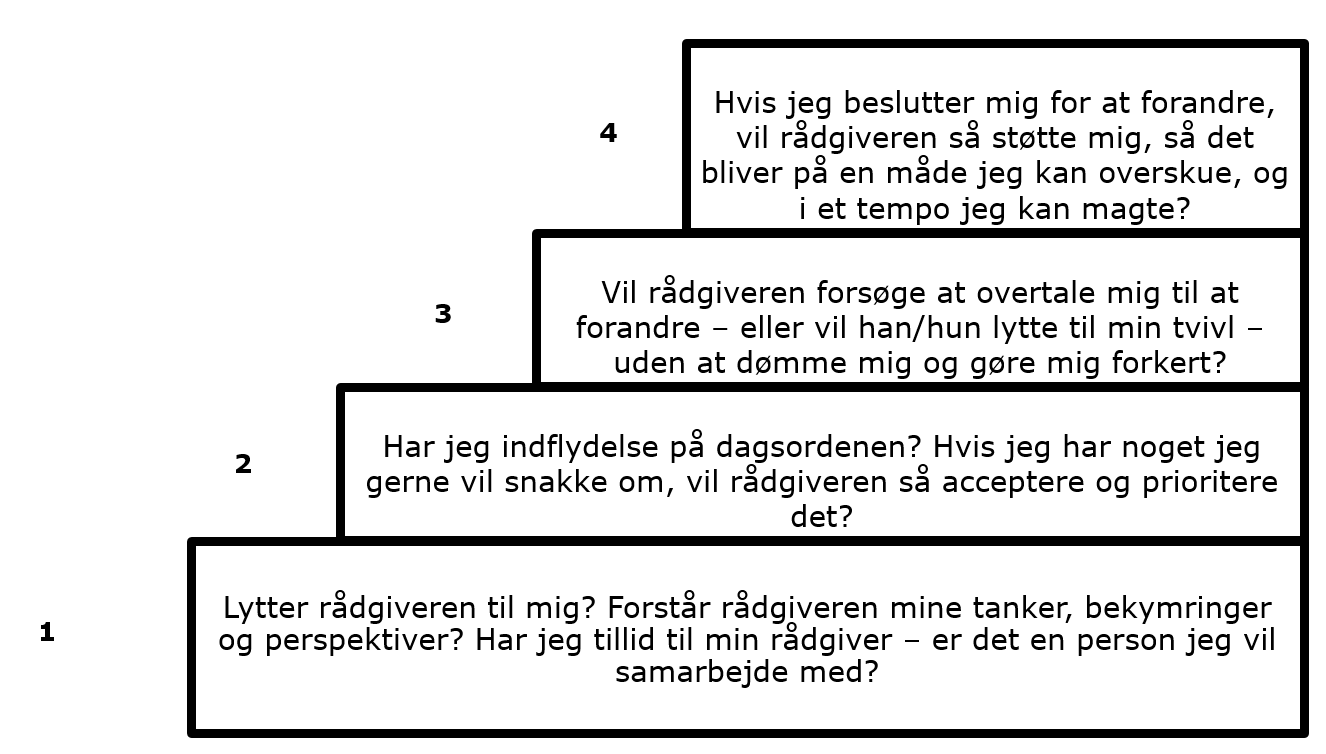 4
Hvis jeg beslutter mig for at forandre,
vil rådgiveren så støtte mig, så det
bliver på en måde jeg kan overskue, og
i et tempo jeg kan magte?
3
Vil rådgiveren forsøge at overtale mig til at
forandre – eller vil han/hun lytte til min tvivl –
uden at dømme mig og gøre mig forkert?
2
Har jeg indflydelse på dagsordenen? Hvis jeg har noget jeg
gerne vil snakke om, vil rådgiveren så acceptere og prioritere
det?
1
Lytter rådgiveren til mig? Forstår rådgiveren mine tanker, bekymringer
og perspektiver? Har jeg tillid til min rådgiver – er det en person jeg vil
samarbejde med?